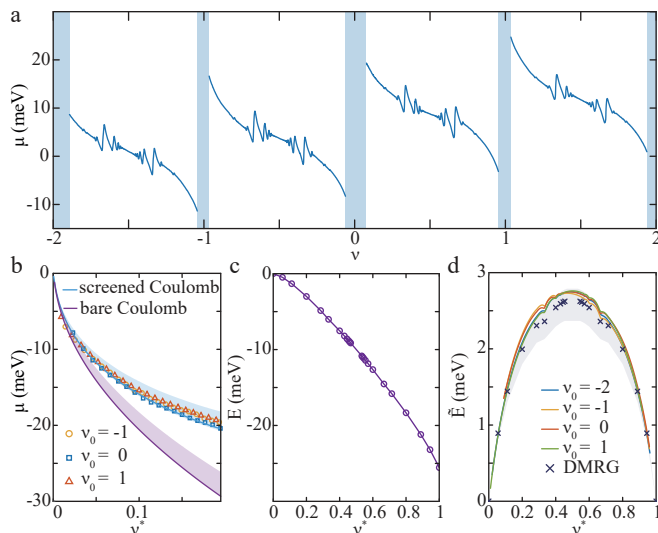 a
μ (meV)
20
10
0
-10
-2
-1
0
1
2
ν
b
μ (meV)
0
-10
-20
-30
screened Coulomb
bare Coulomb
ν₀ = -1
ν₀ = 0
ν₀ = 1
0
0.1
ν*
c
E (meV)
0
-10
-20
0
0.2
0.4
0.6
0.8
1
ν*
d
Ẽ (meV)
3
2
1
0
ν₀ = -2
ν₀ = -1
ν₀ = 0
ν₀ = 1
DMRG
0
0.2
0.4
0.6
0.8
1
ν*